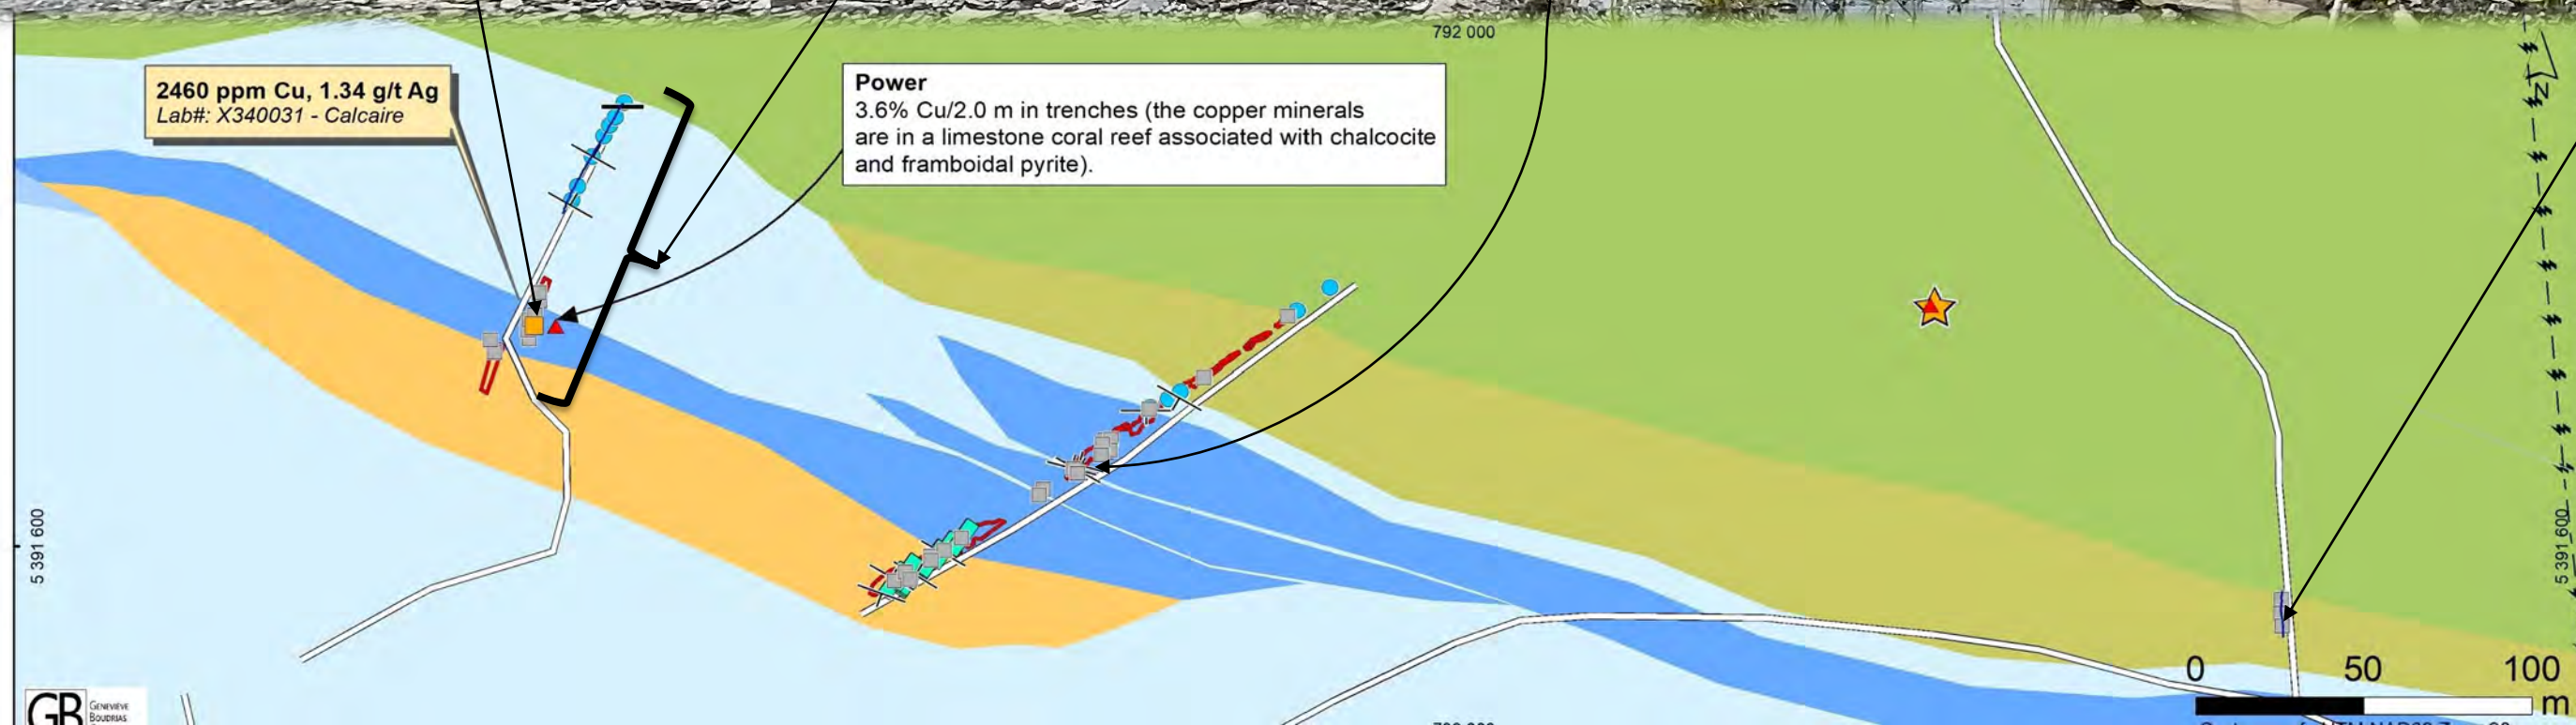 792 000
2460 ppm Cu, 1.34 g/t Ag
Lab#: X340031 - Calcaire
Power
3.6% Cu/2.0 m in trenches (the copper minerals
are in a limestone coral reef associated with chalcocite
and framboidal pyrite).
N
5 391 600
5 391 600
0 50 100
m
GB
GENEVIÈVE
BOUDRIAS